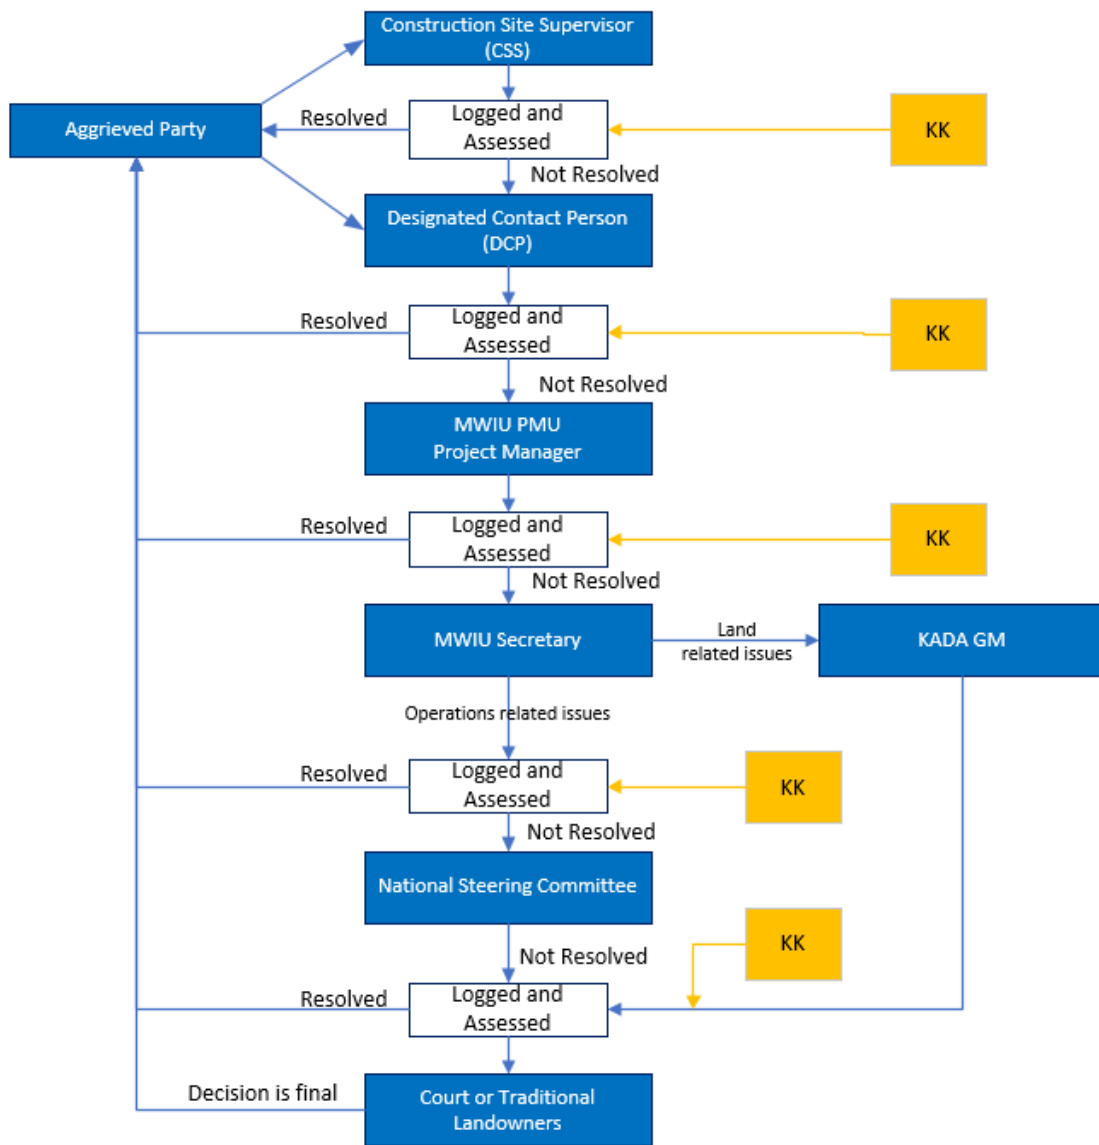 Construction Site Supervisor
(CSS)
Aggrieved Party
Resolved
Logged and
Assessed
KK
Not Resolved
Designated Contact Person
(DCP)
Resolved
Logged and
Assessed
KK
Not Resolved
MWIU PMU
Project Manager
Resolved
Logged and
Assessed
KK
Not Resolved
MWIU Secretary
Land
related issues
KADA GM
Operations related issues
Resolved
Logged and
Assessed
KK
Not Resolved
National Steering Committee
KK
Not Resolved
Resolved
Logged and
Assessed
Decision is final
Court or Traditional
Landowners